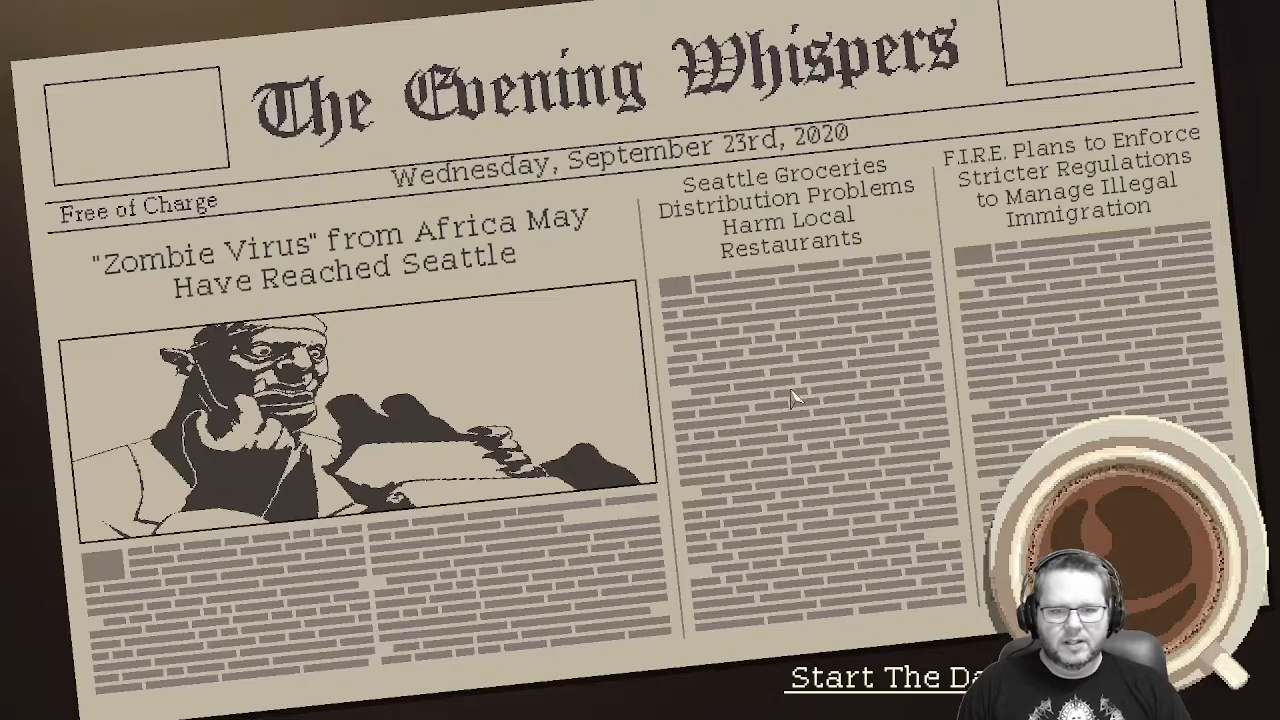 The Evening Whispers
Wednesday, September 23rd, 2020
Free of Charge
"Zombie Virus" from Africa May
Have Reached Seattle
Seattle Groceries
Distribution Problems
Harm Local
Restaurants
F.I.R.E. Plans to Enforce
Stricter Regulations
to Manage Illegal
Immigration
Start The